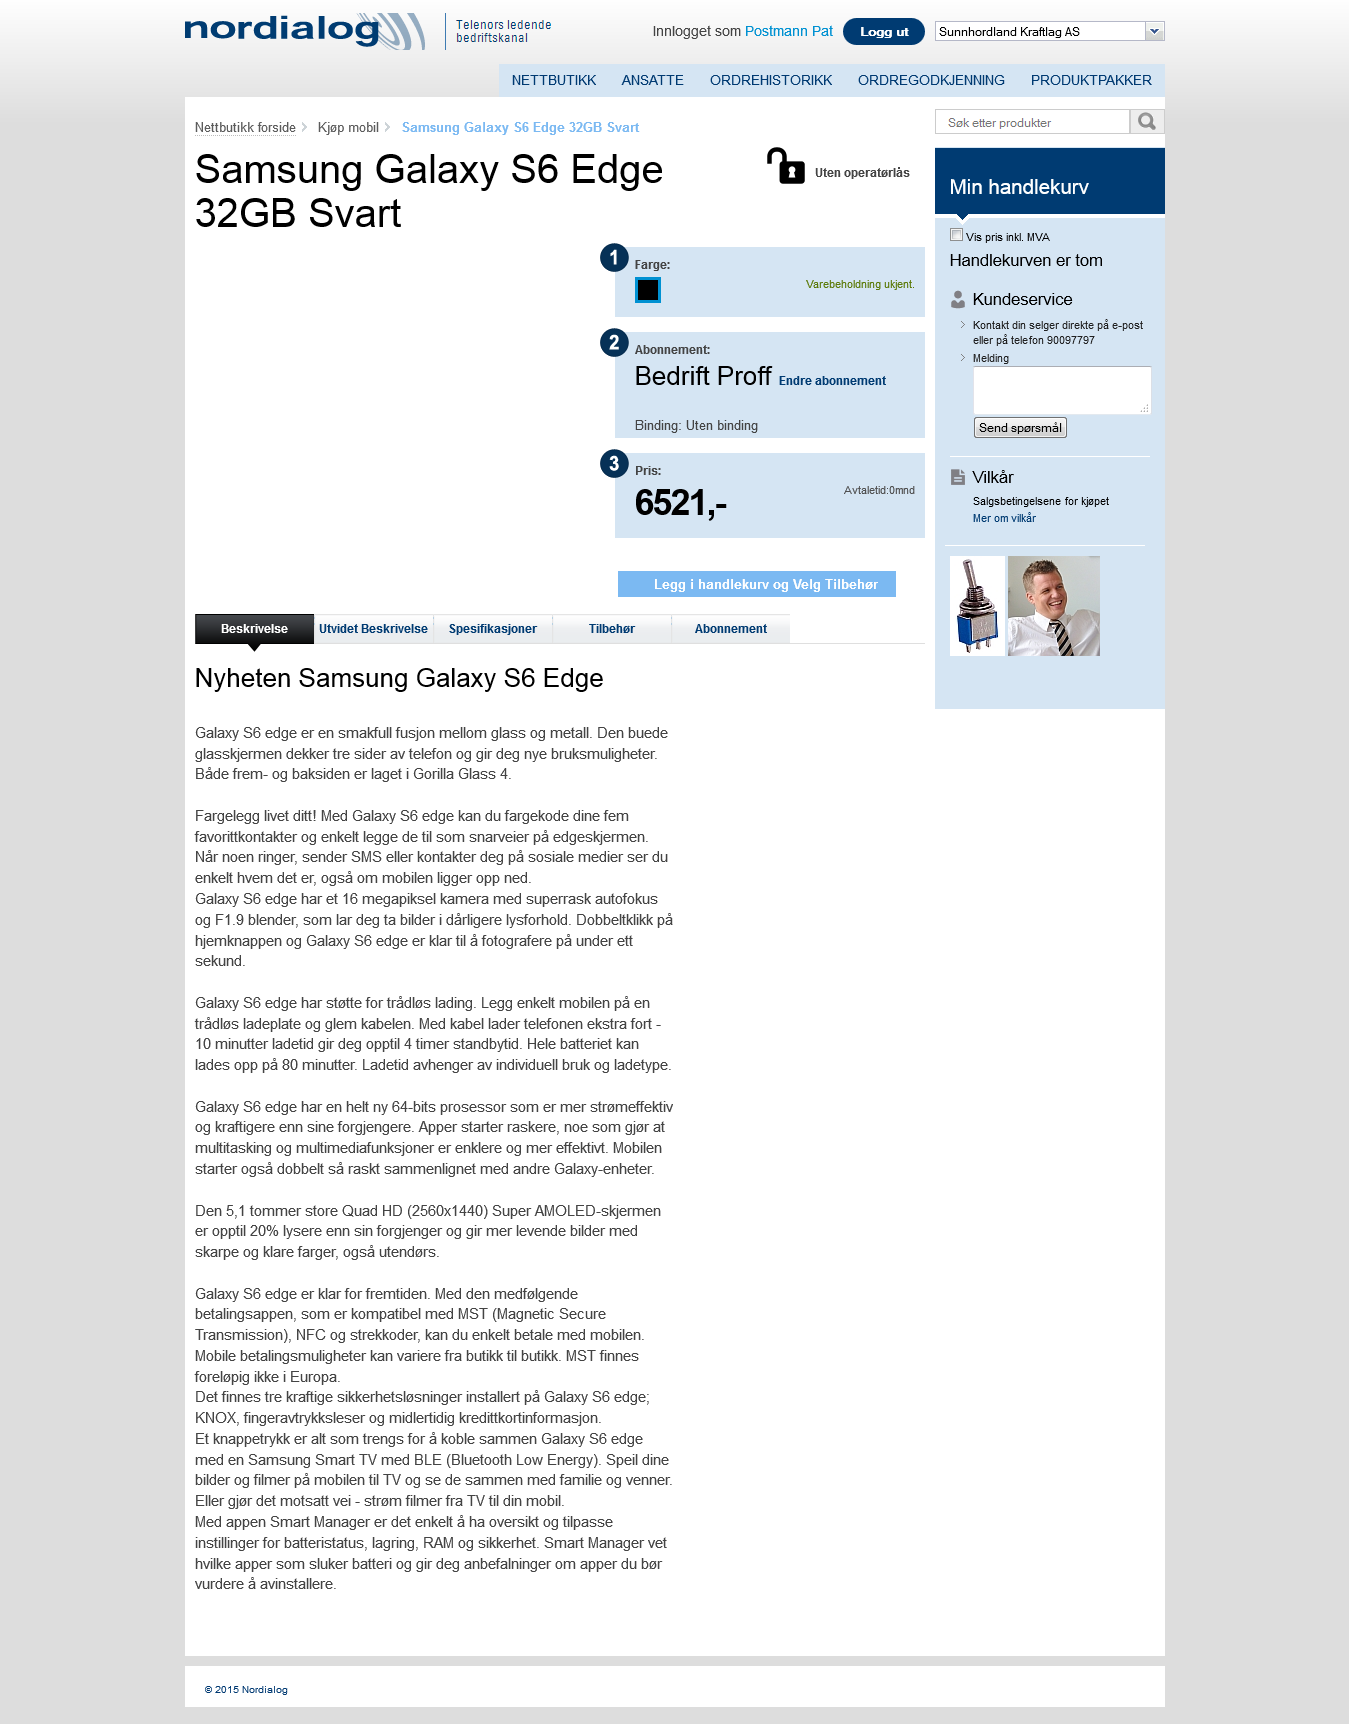 nordialog
Telenors ledende
bedriftskanal
Innlogget som Postmann Pat
Logg ut
Sunnhordland Kraftlag AS
NETTBUTIKK ANSATTE ORDREHISTORIKK ORDREGODKJENNING PRODUKTPAKKER
Nettbutikk forside Kjøp mobil Samsung Galaxy S6 Edge 32GB Svart
Søk etter produkter
Samsung Galaxy S6 Edge
32GB Svart
Uten operatørlås
1
Farge:
Varebeholdning ukjent.
2
Abonnement:
Bedrift Proff Endre abonnement
Binding: Uten binding
3
Pris:
6521,-
Avtaletid:0mnd
Legg i handlekurv og Velg Tilbehør
Min handlekurv
Vis pris inkl. MVA
Handlekurven er tom
Kundeservice
Kontakt din selger direkte på e-post
eller på telefon 90097797
Melding
Send spørsmål
Vilkår
Salgsbetingelsene for kjøpet
Mer om vilkår
Beskrivelse Utvidet Beskrivelse Spesifikasjoner Tilbehør Abonnement
Nyheten Samsung Galaxy S6 Edge
Galaxy S6 edge er en smakfull fusjon mellom glass og metall. Den buede
glasskjermen dekker tre sider av telefon og gir deg nye bruksmuligheter.
Både frem- og baksiden er laget i Gorilla Glass 4.
Fargelegg livet ditt! Med Galaxy S6 edge kan du fargekode dine fem
favorittkontakter og enkelt legge de til som snarveier på edgeskjermen.
Når noen ringer, sender SMS eller kontakter deg på sosiale medier ser du
enkelt hvem det er, også om mobilen ligger opp ned.
Galaxy S6 edge har et 16 megapiksel kamera med superrask autofokus
og F1.9 blender, som lar deg ta bilder i dårligere lysforhold. Dobbeltklikk på
hjemknappen og Galaxy S6 edge er klar til å fotografere på under ett
sekund.
Galaxy S6 edge har støtte for trådløs lading. Legg enkelt mobilen på en
trådløs ladeplate og glem kabelen. Med kabel lader telefonen ekstra fort -
10 minutter ladetid gir deg opptil 4 timer standbytid. Hele batteriet kan
lades opp på 80 minutter. Ladetid avhenger av individuell bruk og ladetype.
Galaxy S6 edge har en helt ny 64-bits prosessor som er mer strømeffektiv
og kraftigere enn sine forgjengere. Apper starter raskere, noe som gjør at
multitasking og multimediafunksjoner er enklere og mer effektivt. Mobilen
starter også dobbelt så raskt sammenlignet med andre Galaxy-enheter.
Den 5,1 tommer store Quad HD (2560x1440) Super AMOLED-skjermen
er opptil 20% lysere enn sin forgjenger og gir mer levende bilder med
skarpe og klare farger, også utendørs.
Galaxy S6 edge er klar for fremtiden. Med den medfølgende
betalingsappen, som er kompatibel med MST (Magnetic Secure
Transmission), NFC og strekkoder, kan du enkelt betale med mobilen.
Mobile betalingsmuligheter kan variere fra butikk til butikk. MST finnes
foreløpig ikke i Europa.
Det finnes tre kraftige sikkerhetsløsninger installert på Galaxy S6 edge;
KNOX, fingeravtrykksleser og midlertidig kredittkortinformasjon.
Et knappetrykk er alt som trengs for å koble sammen Galaxy S6 edge
med en Samsung Smart TV med BLE (Bluetooth Low Energy). Speil dine
bilder og filmer på mobilen til TV og se de sammen med familie og venner.
Eller gjør det motsatt vei - strøm filmer fra TV til din mobil.
Med appen Smart Manager er det enkelt å ha oversikt og tilpasse
instillinger for batteristatus, lagring, RAM og sikkerhet. Smart Manager vet
hvilke apper som sluker batteri og gir deg anbefalninger om apper du bør
vurdere å avinstallere.
© 2015 Nordialog